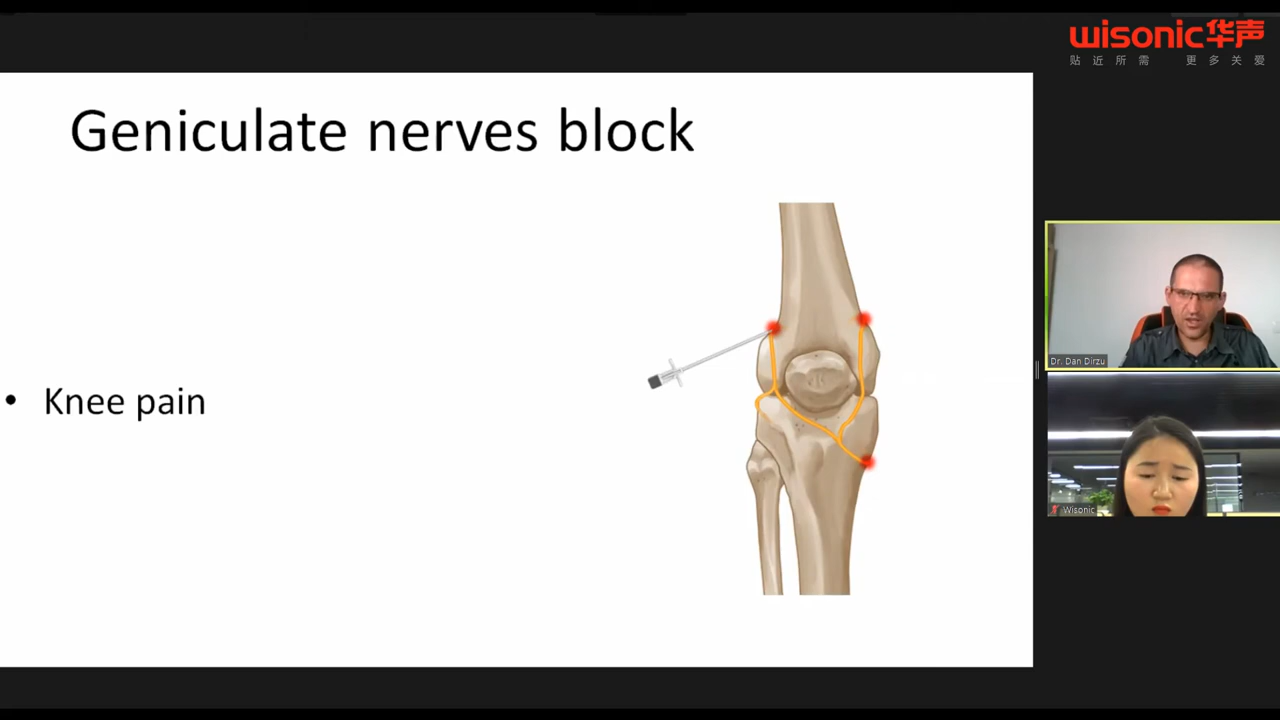 wisonic华声
贴近所需 更多关爱
Geniculate nerves block
• Knee pain
Dr. Dan Dirzu
Wisonic